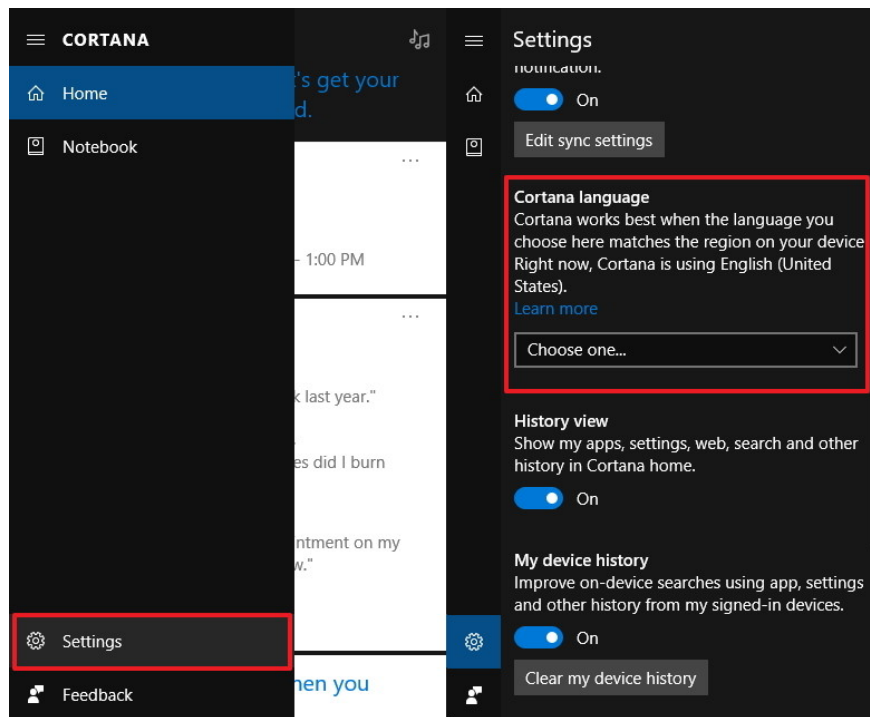 CORTANA
Home
Notebook
Settings
Feedback
's get your
d.
...
- 1:00 PM
...
k last year."
es did I burn
ntment on my
w."
hen you
Settings
notification.
On
Edit sync settings
Cortana language
Cortana works best when the language you
choose here matches the region on your device
Right now, Cortana is using English (United
States).
Learn more
Choose one...
History view
Show my apps, settings, web, search and other
history in Cortana home.
On
My device history
Improve on-device searches using app, settings
and other history from my signed-in devices.
On
Clear my device history